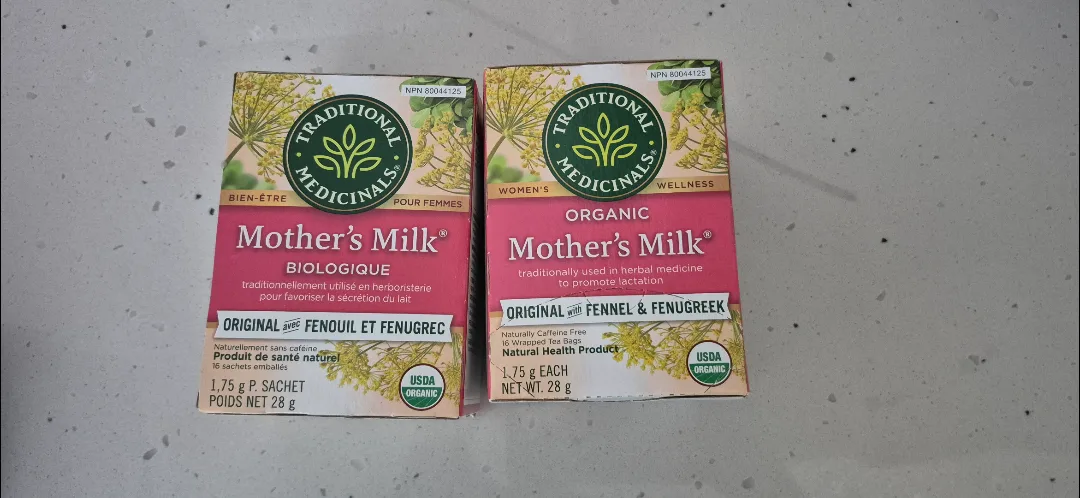 NPN 80044125
TRADITIONAL
MEDICINALS®
BIEN-ÊTRE
POUR FEMMES
Mother's Milk®
BIOLOGIQUE
traditionnellement utilisé en herboristerie
pour favoriser la sécrétion du lait
ORIGINAL avec FENOUIL ET FENUGREC
Naturellement sans caféine
Produit de santé naturel
16 sachets emballés
1,75 g P. SACHET
POIDS NET 28 g
USDA
ORGANIC
NPN 80044125
TRADITIONAL
MEDICINALS®
WOMEN'S
WELLNESS
ORGANIC
Mother's Milk®
traditionally used in herbal medicine
to promote lactation
ORIGINAL with FENNEL & FENUGREEK
Naturally Caffeine Free
16 Wrapped Tea Bags
Natural Health Product
1.75 g EACH
NET WT. 28 g
USDA
ORGANIC